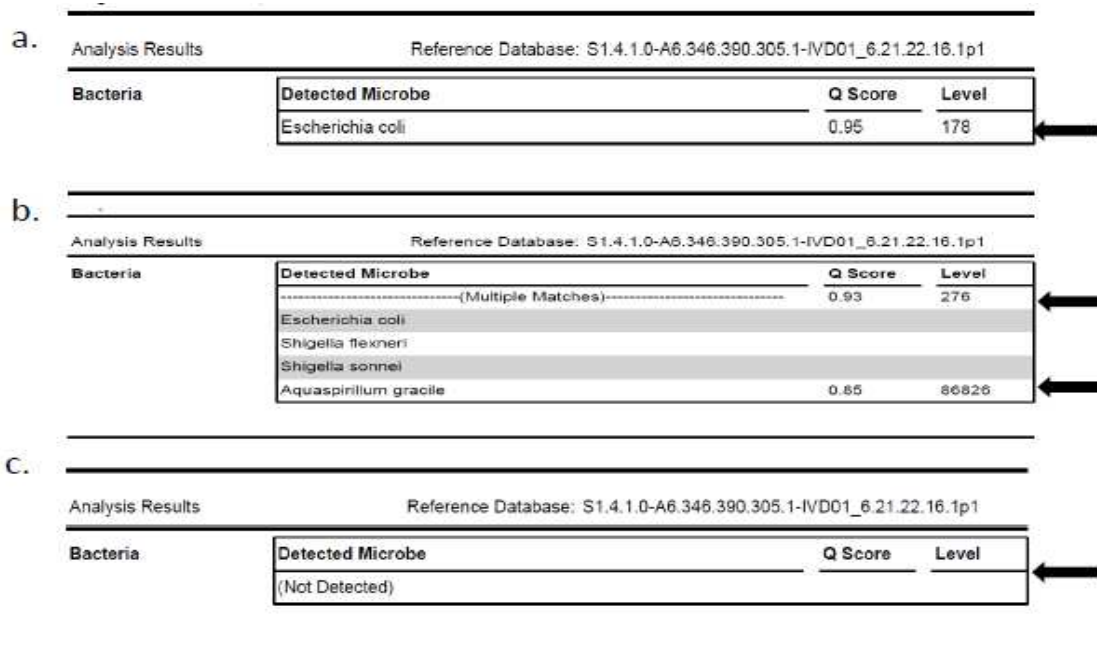 a.
Analysis Results Reference Database: S1.4.1.0-A6.346.390.305.1-IVD01_6.21.22.16.1p1
Bacteria Detected Microbe Q Score Level
Escherichia coli 0.95 178
b.
Analysis Results Reference Database: S1.4.1.0-A6.346.390.305.1-IVD01_6.21.22.16.1p1
Bacteria Detected Microbe Q Score Level
------------------------------(Multiple Matches)------------------------------ 0.93 276
Escherichia coli
Shigella flexneri
Shigella sonnei
Aquaspirillum gracile 0.85 86826
c.
Analysis Results Reference Database: S1.4.1.0-A6.346.390.305.1-IVD01_6.21.22.16.1p1
Bacteria Detected Microbe Q Score Level
(Not Detected)